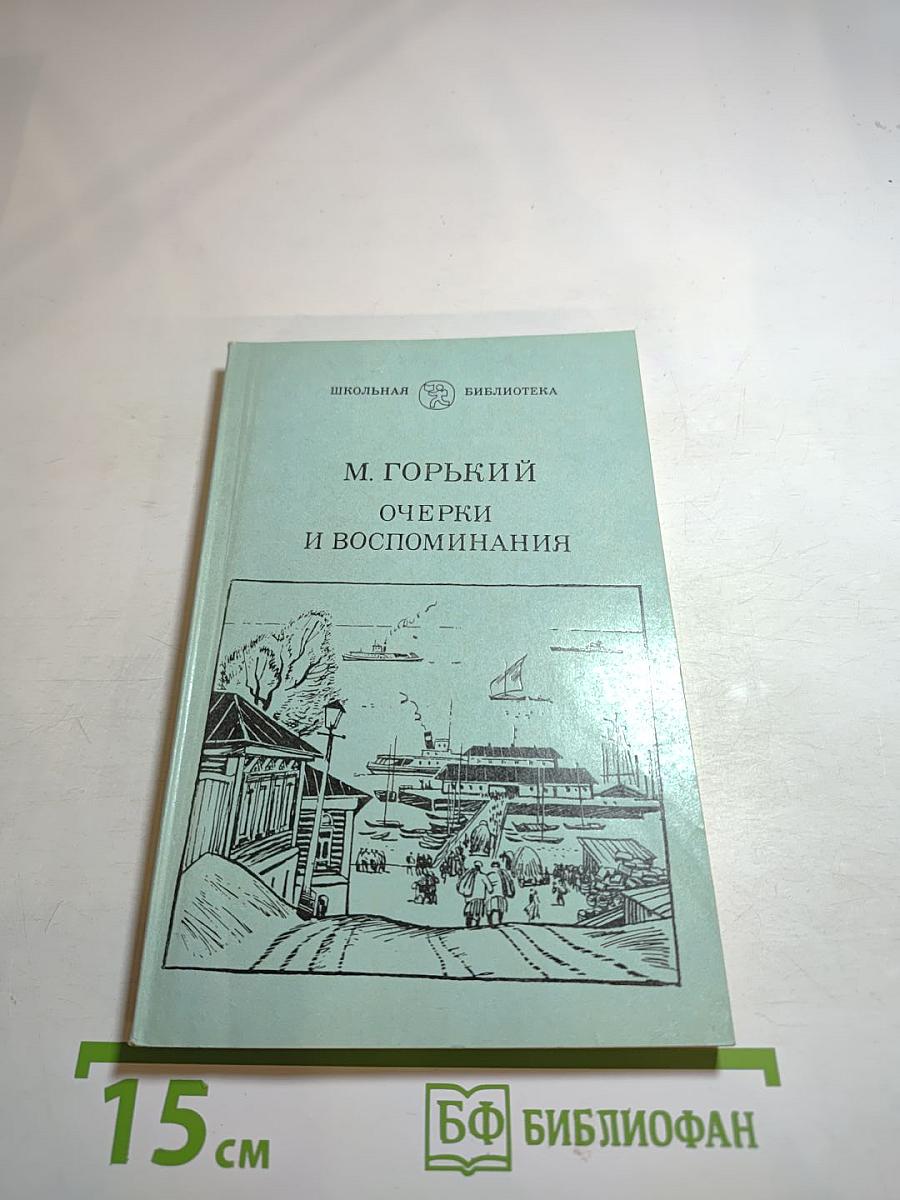 ШКОЛЬНАЯ БИБЛИОТЕКА
М. ГОРЬКИЙ
ОЧЕРКИ
И ВОСПОМИНАНИЯ
15 см
БФ БИБЛИОФАН